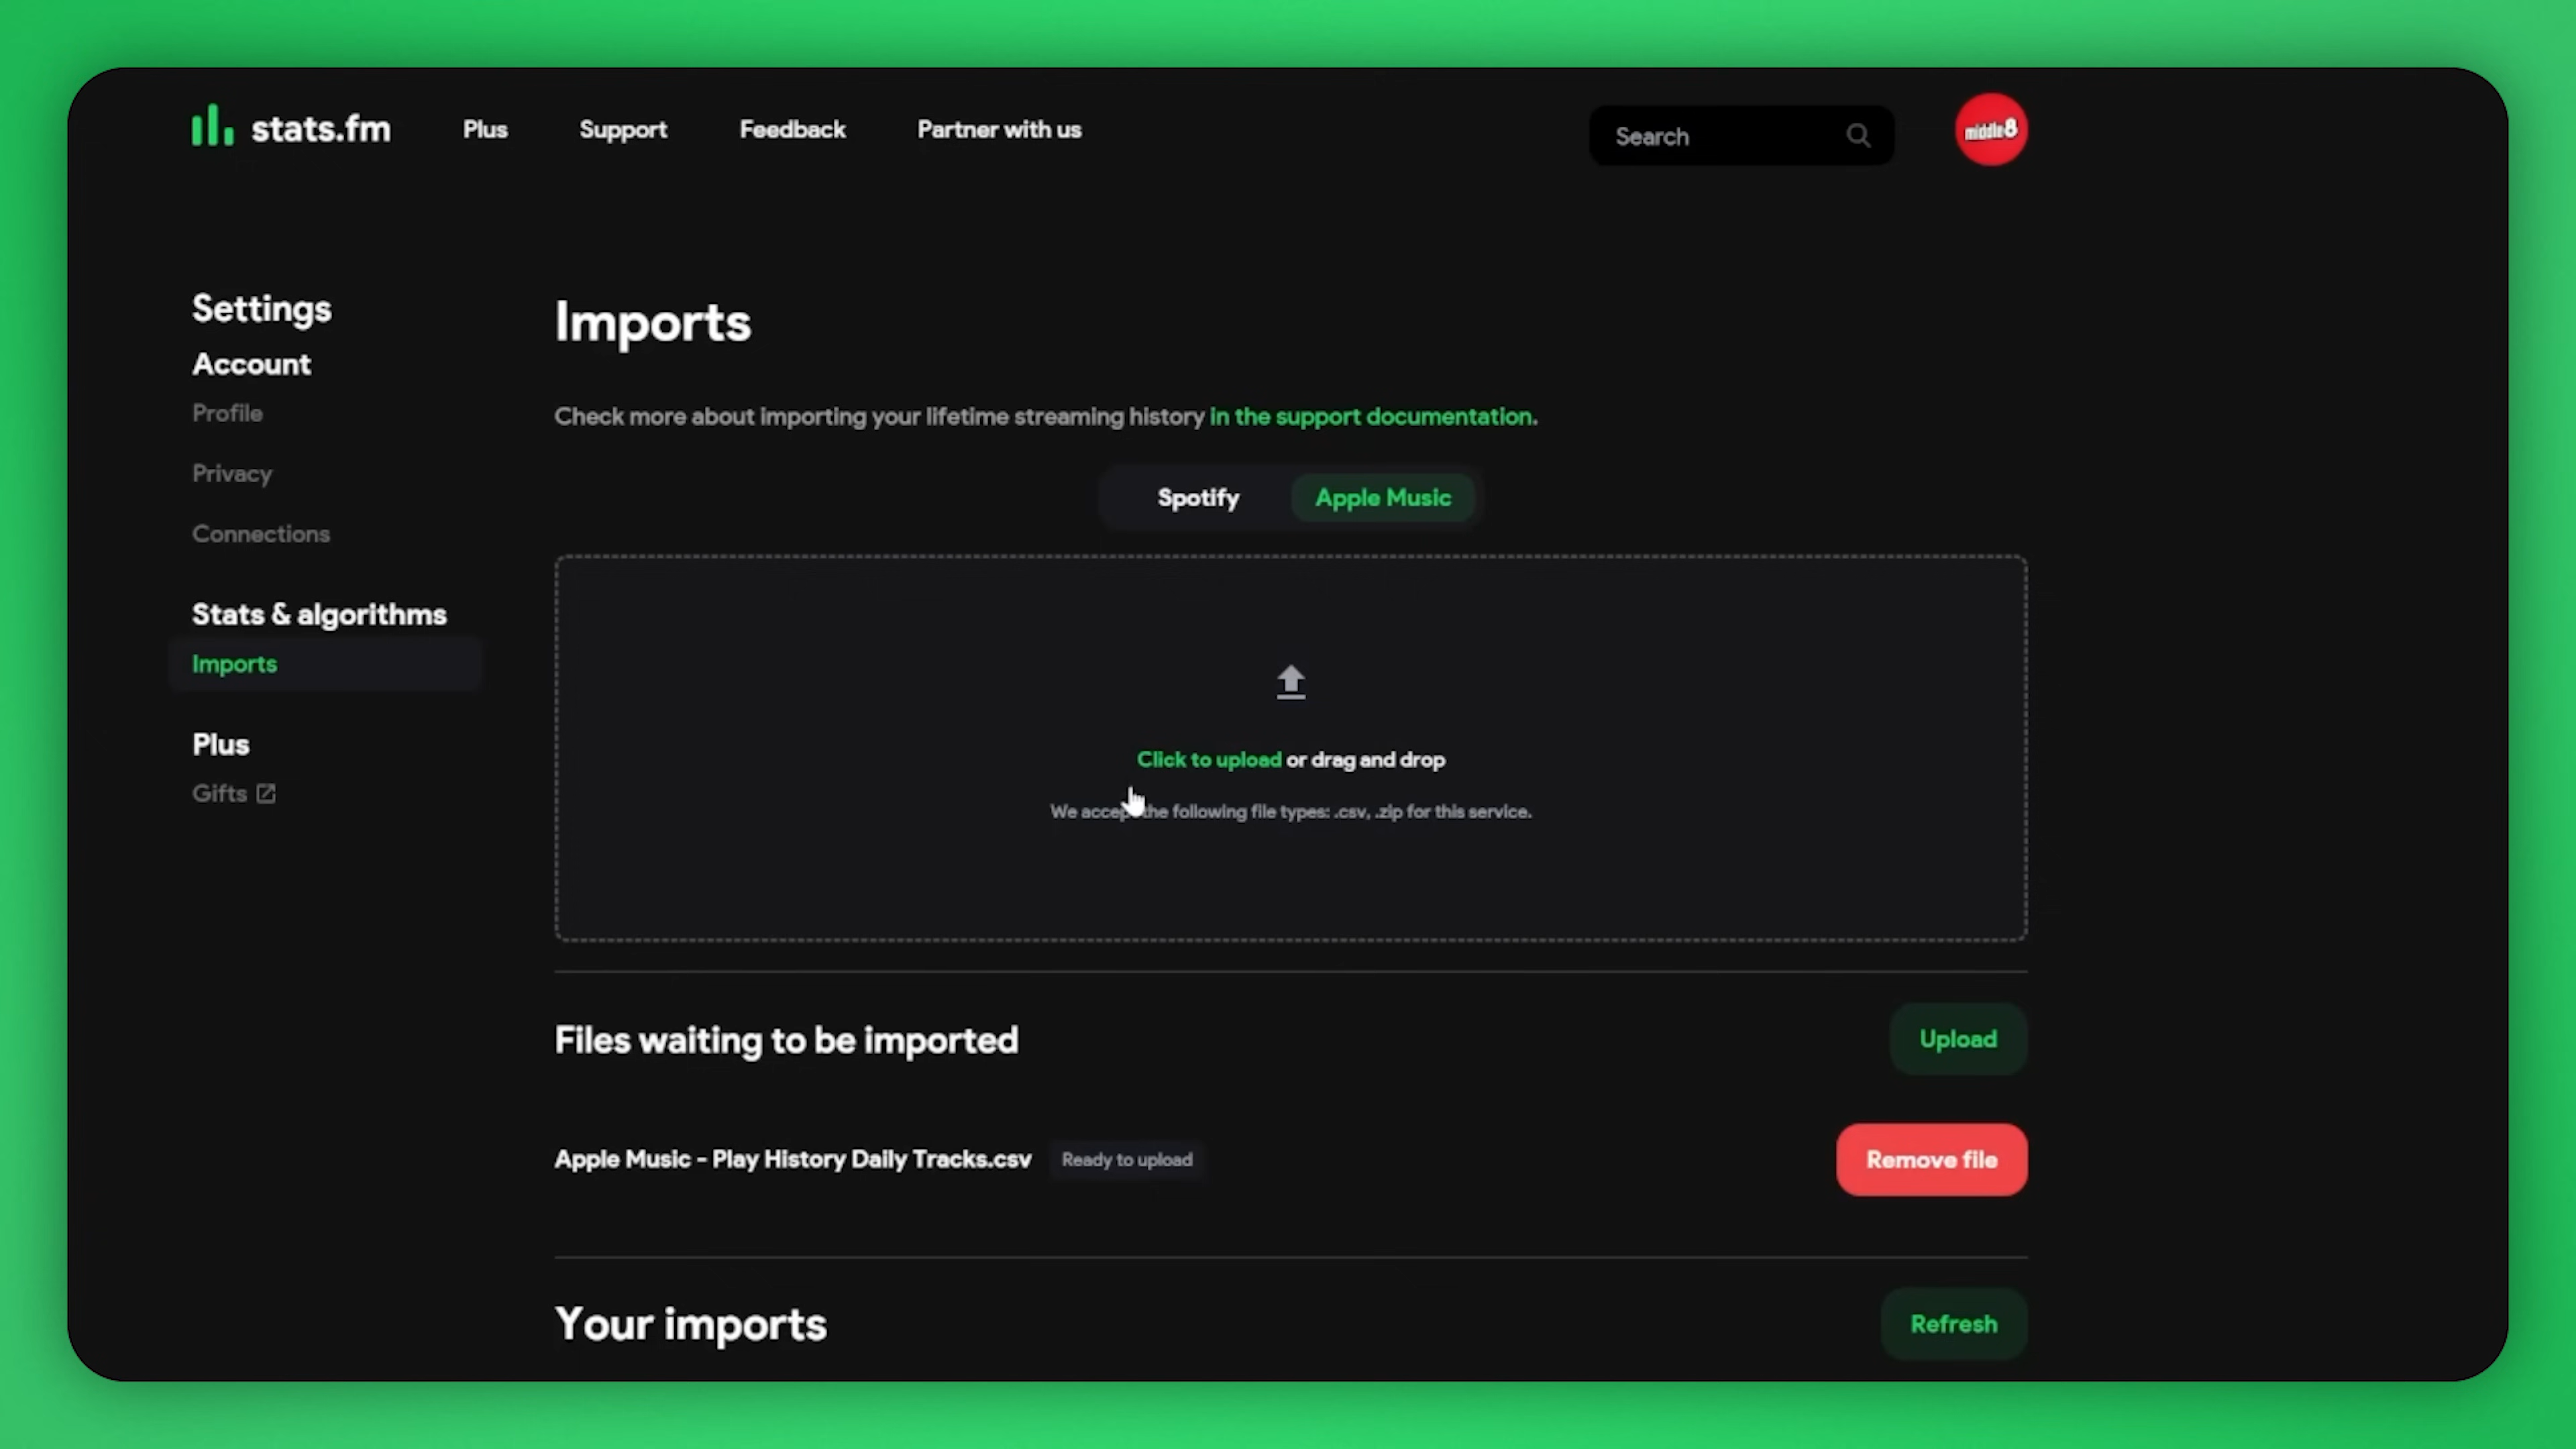 stats.fm Plus Support Feedback Partner with us Search middle8
Settings
Account
Profile
Privacy
Connections
Stats & algorithms
Imports
Plus
Gifts
Imports
Check more about importing your lifetime streaming history in the support documentation.
Spotify Apple Music
Click to upload or drag and drop
We accept the following file types: .csv, .zip for this service.
Files waiting to be imported Upload
Apple Music - Play History Daily Tracks.csv Ready to upload Remove file
Your imports Refresh